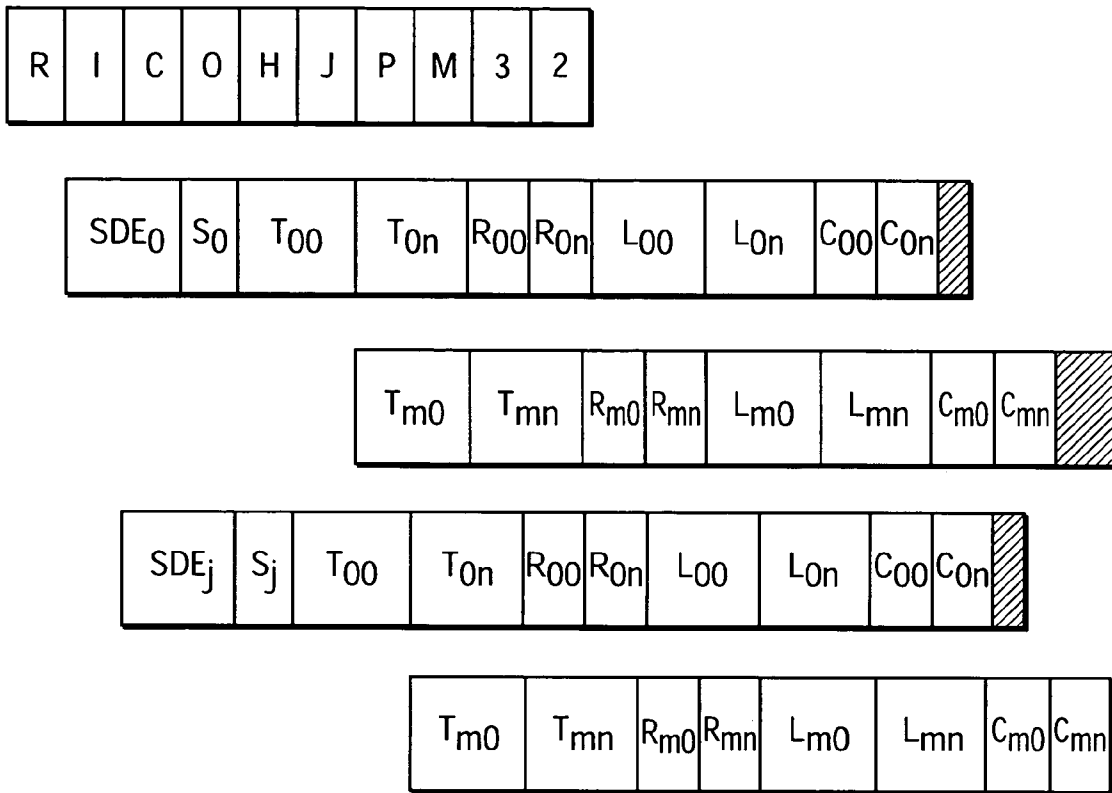 R I C O H J P M 3 2
SDE₀ S₀ T₀₀ T₀ₙ R₀₀ R₀ₙ L₀₀ L₀ₙ C₀₀ C₀ₙ
Tₘ₀ Tₘₙ Rₘ₀ Rₘₙ Lₘ₀ Lₘₙ Cₘ₀ Cₘₙ
SDEⱼ Sⱼ T₀₀ T₀ₙ R₀₀ R₀ₙ L₀₀ L₀ₙ C₀₀ C₀ₙ
Tₘ₀ Tₘₙ Rₘ₀ Rₘₙ Lₘ₀ Lₘₙ Cₘ₀ Cₘₙ